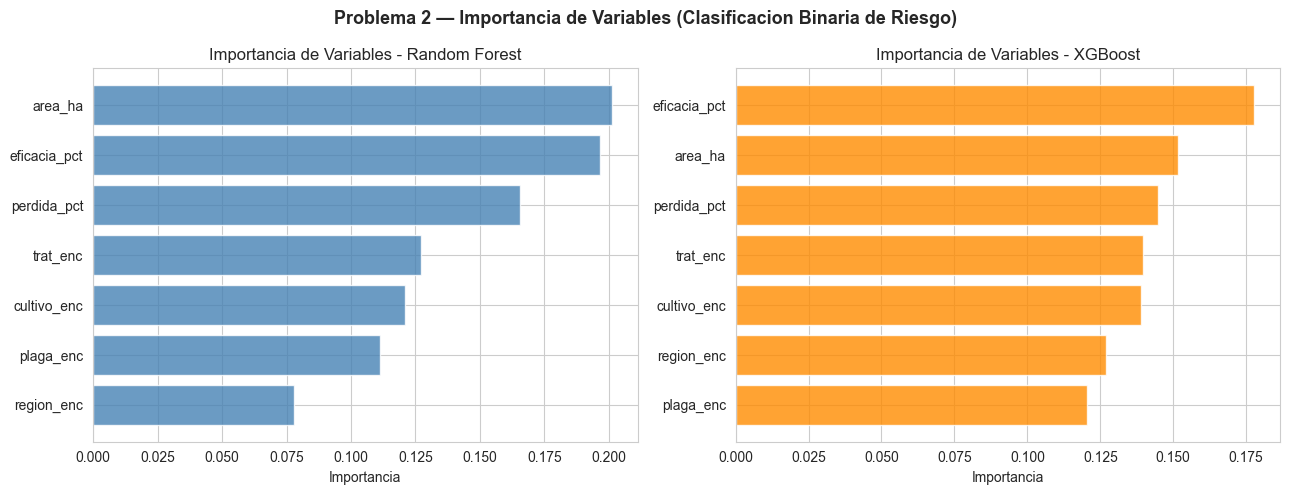 Problema 2 — Importancia de Variables (Clasificacion Binaria de Riesgo)
Importancia de Variables - Random Forest
area_ha
eficacia_pct
perdida_pct
trat_enc
cultivo_enc
plaga_enc
region_enc
0.000 0.025 0.050 0.075 0.100 0.125 0.150 0.175 0.200
Importancia
Importancia de Variables - XGBoost
eficacia_pct
area_ha
perdida_pct
trat_enc
cultivo_enc
region_enc
plaga_enc
0.000 0.025 0.050 0.075 0.100 0.125 0.150 0.175
Importancia